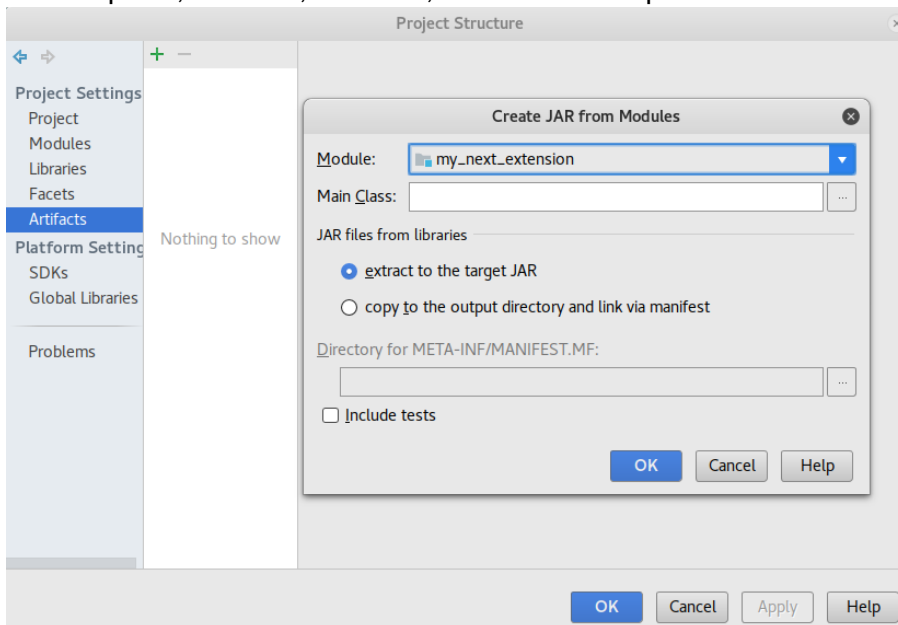 Project Structure
Project Settings
Project
Modules
Libraries
Facets
Artifacts
Platform Setting
SDKs
Global Libraries
Problems
Nothing to show
Create JAR from Modules
Module: my_next_extension
Main Class: ...
JAR files from libraries
extract to the target JAR
copy to the output directory and link via manifest
Directory for META-INF/MANIFEST.MF:
...
Include tests
OK Cancel Help
OK Cancel Apply Help